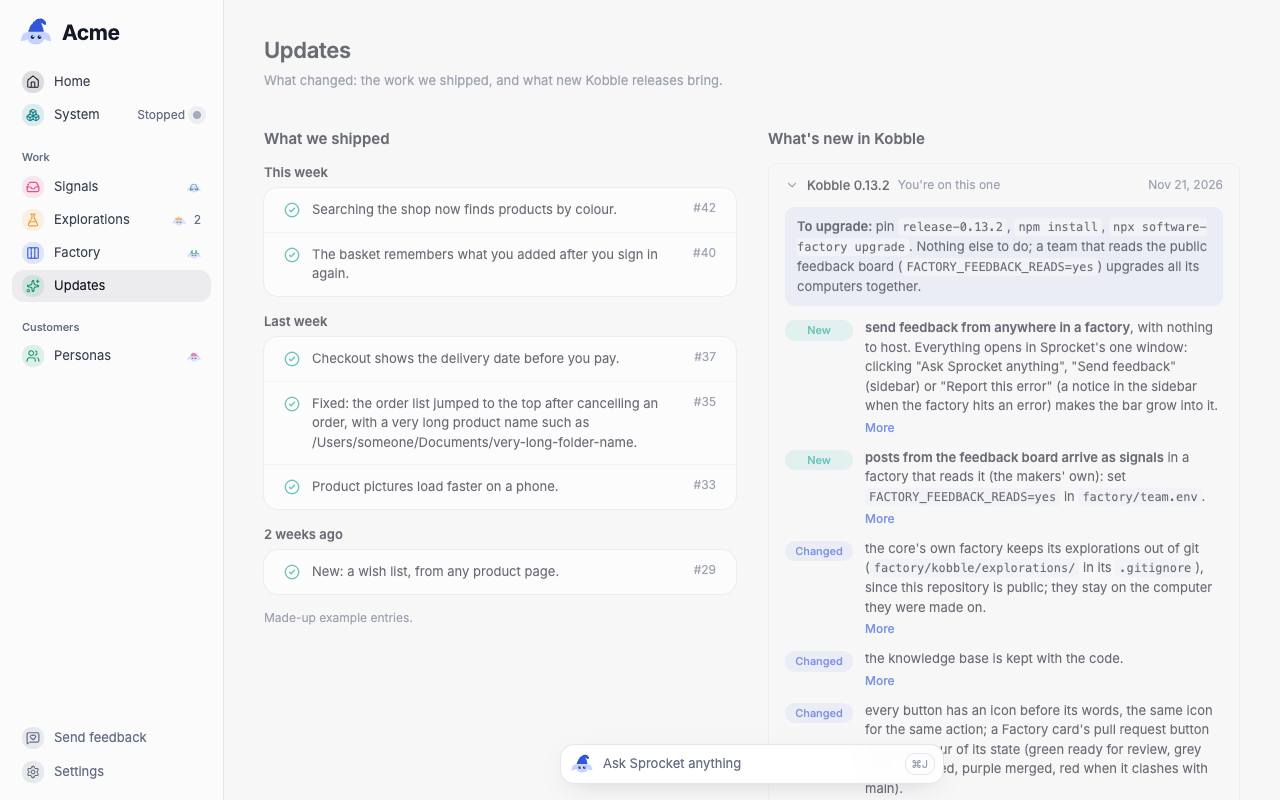 Acme
Home
System
Stopped
Work
Signals
Explorations
2
Factory
Updates
Customers
Personas
Send feedback
Settings
Updates
What changed: the work we shipped, and what new Kobble releases bring.
What we shipped
This week
Searching the shop now finds products by colour.
#42
The basket remembers what you added after you sign in
again.
#40
Last week
Checkout shows the delivery date before you pay.
#37
Fixed: the order list jumped to the top after cancelling an
order, with a very long product name such as
/Users/someone/Documents/very-long-folder-name.
#35
Product pictures load faster on a phone.
#33
2 weeks ago
New: a wish list, from any product page.
#29
Made-up example entries.
What's new in Kobble
Kobble 0.13.2 You're on this one
Nov 21, 2026
To upgrade: pin release-0.13.2, npm install, npx software-
factory upgrade. Nothing else to do; a team that reads the public
feedback board (FACTORY_FEEDBACK_READS=yes) upgrades all its
computers together.
New
send feedback from anywhere in a factory, with nothing
to host. Everything opens in Sprocket's one window:
clicking "Ask Sprocket anything", "Send feedback"
(sidebar) or "Report this error" (a notice in the sidebar
when the factory hits an error) makes the bar grow into it.
More
New
posts from the feedback board arrive as signals in a
factory that reads it (the makers' own): set
FACTORY_FEEDBACK_READS=yes in factory/team.env.
More
Changed
the core's own factory keeps its explorations out of git
(factory/kobble/explorations/ in its .gitignore),
since this repository is public; they stay on the computer
they were made on.
More
Changed
the knowledge base is kept with the code.
More
Changed
every button has an icon before its words, the same icon
for the same action; a Factory card's pull request button
of its state (green ready for review, grey
purple merged, red when it clashes with
main).
Ask Sprocket anything
⌘J